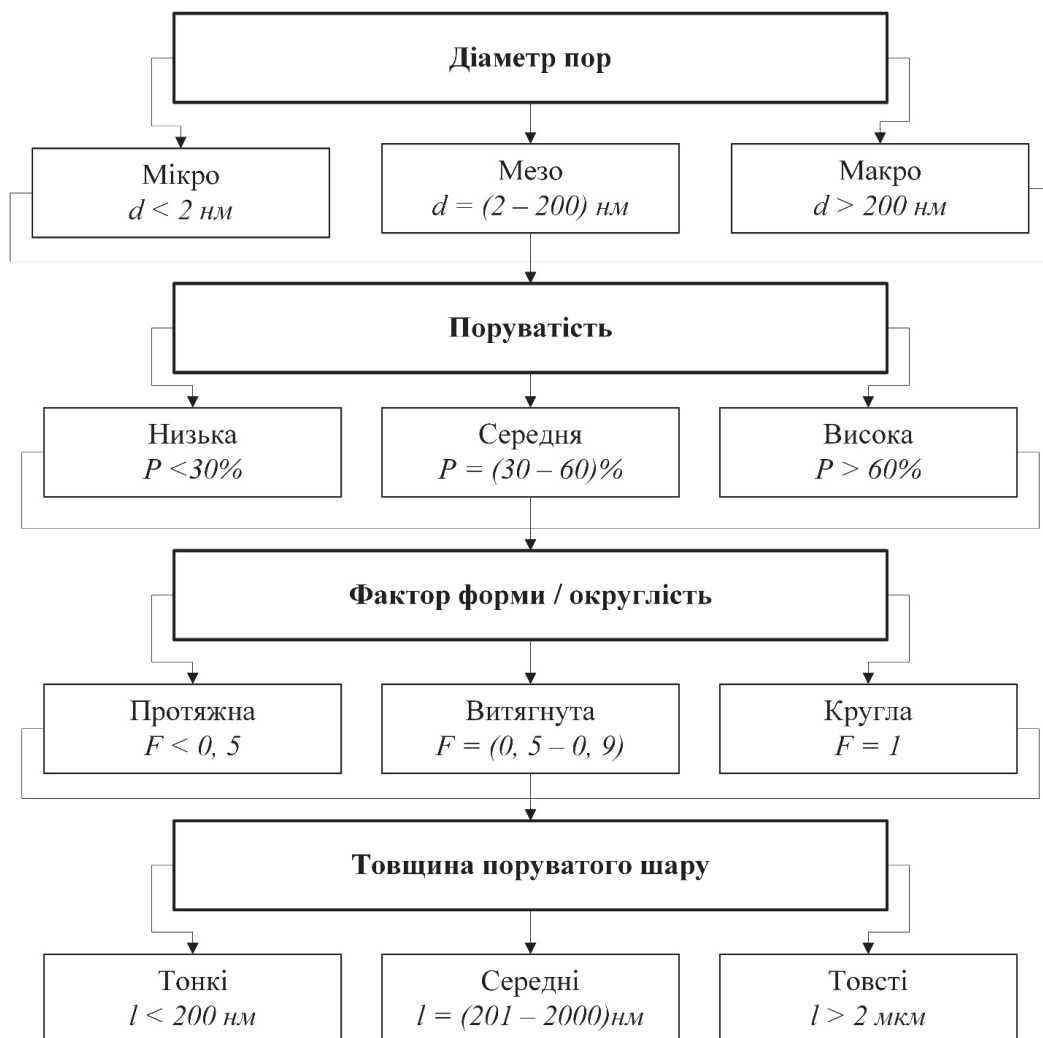 Діаметр пор
Мікро
d < 2 нм
Мезо
d = (2 – 200) нм
Макро
d > 200 нм
Поруватість
Низька
P <30%
Середня
P = (30 – 60)%
Висока
P > 60%
Фактор форми / округлість
Протяжна
F < 0, 5
Витягнута
F = (0, 5 – 0, 9)
Кругла
F = 1
Товщина поруватого шару
Тонкі
l < 200 нм
Середні
l = (201 – 2000)нм
Товсті
l > 2 мкм